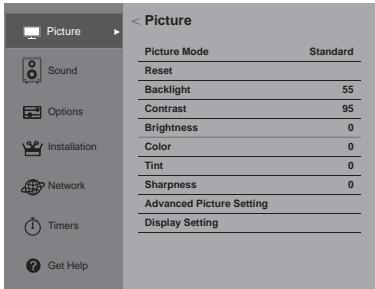 Picture
Sound
Options
Installation
Network
Timers
Get Help
< Picture
Picture Mode Standard
Reset
Backlight 55
Contrast 95
Brightness 0
Color 0
Tint 0
Sharpness 0
Advanced Picture Setting
Display Setting